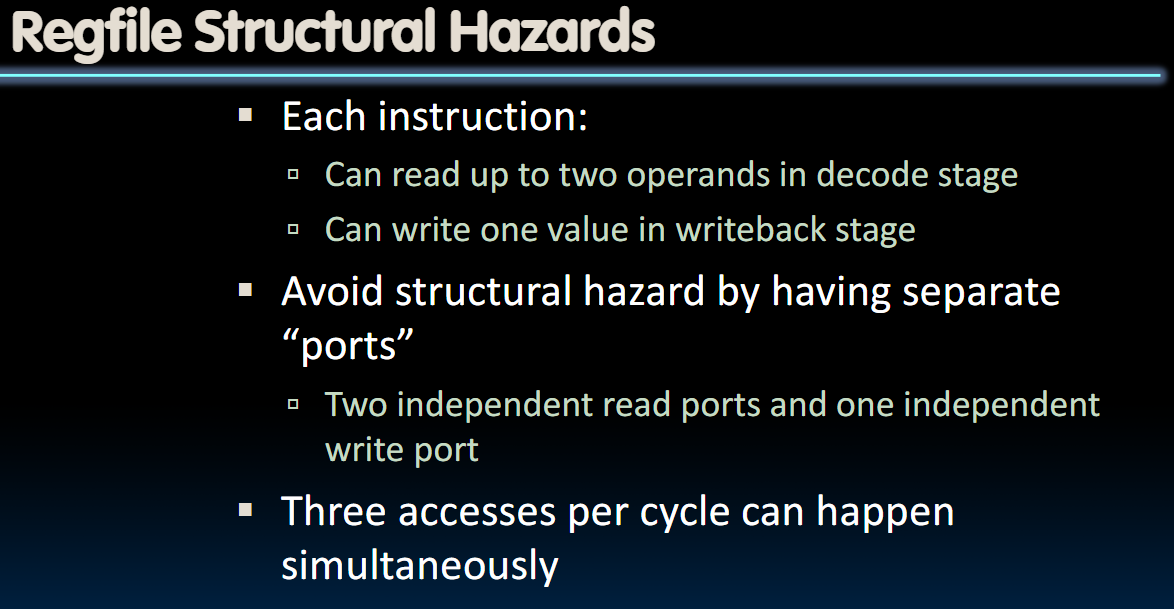 Regfile Structural Hazards
Each instruction:
Can read up to two operands in decode stage
Can write one value in writeback stage
Avoid structural hazard by having separate
“ports”
Two independent read ports and one independent
write port
Three accesses per cycle can happen
simultaneously